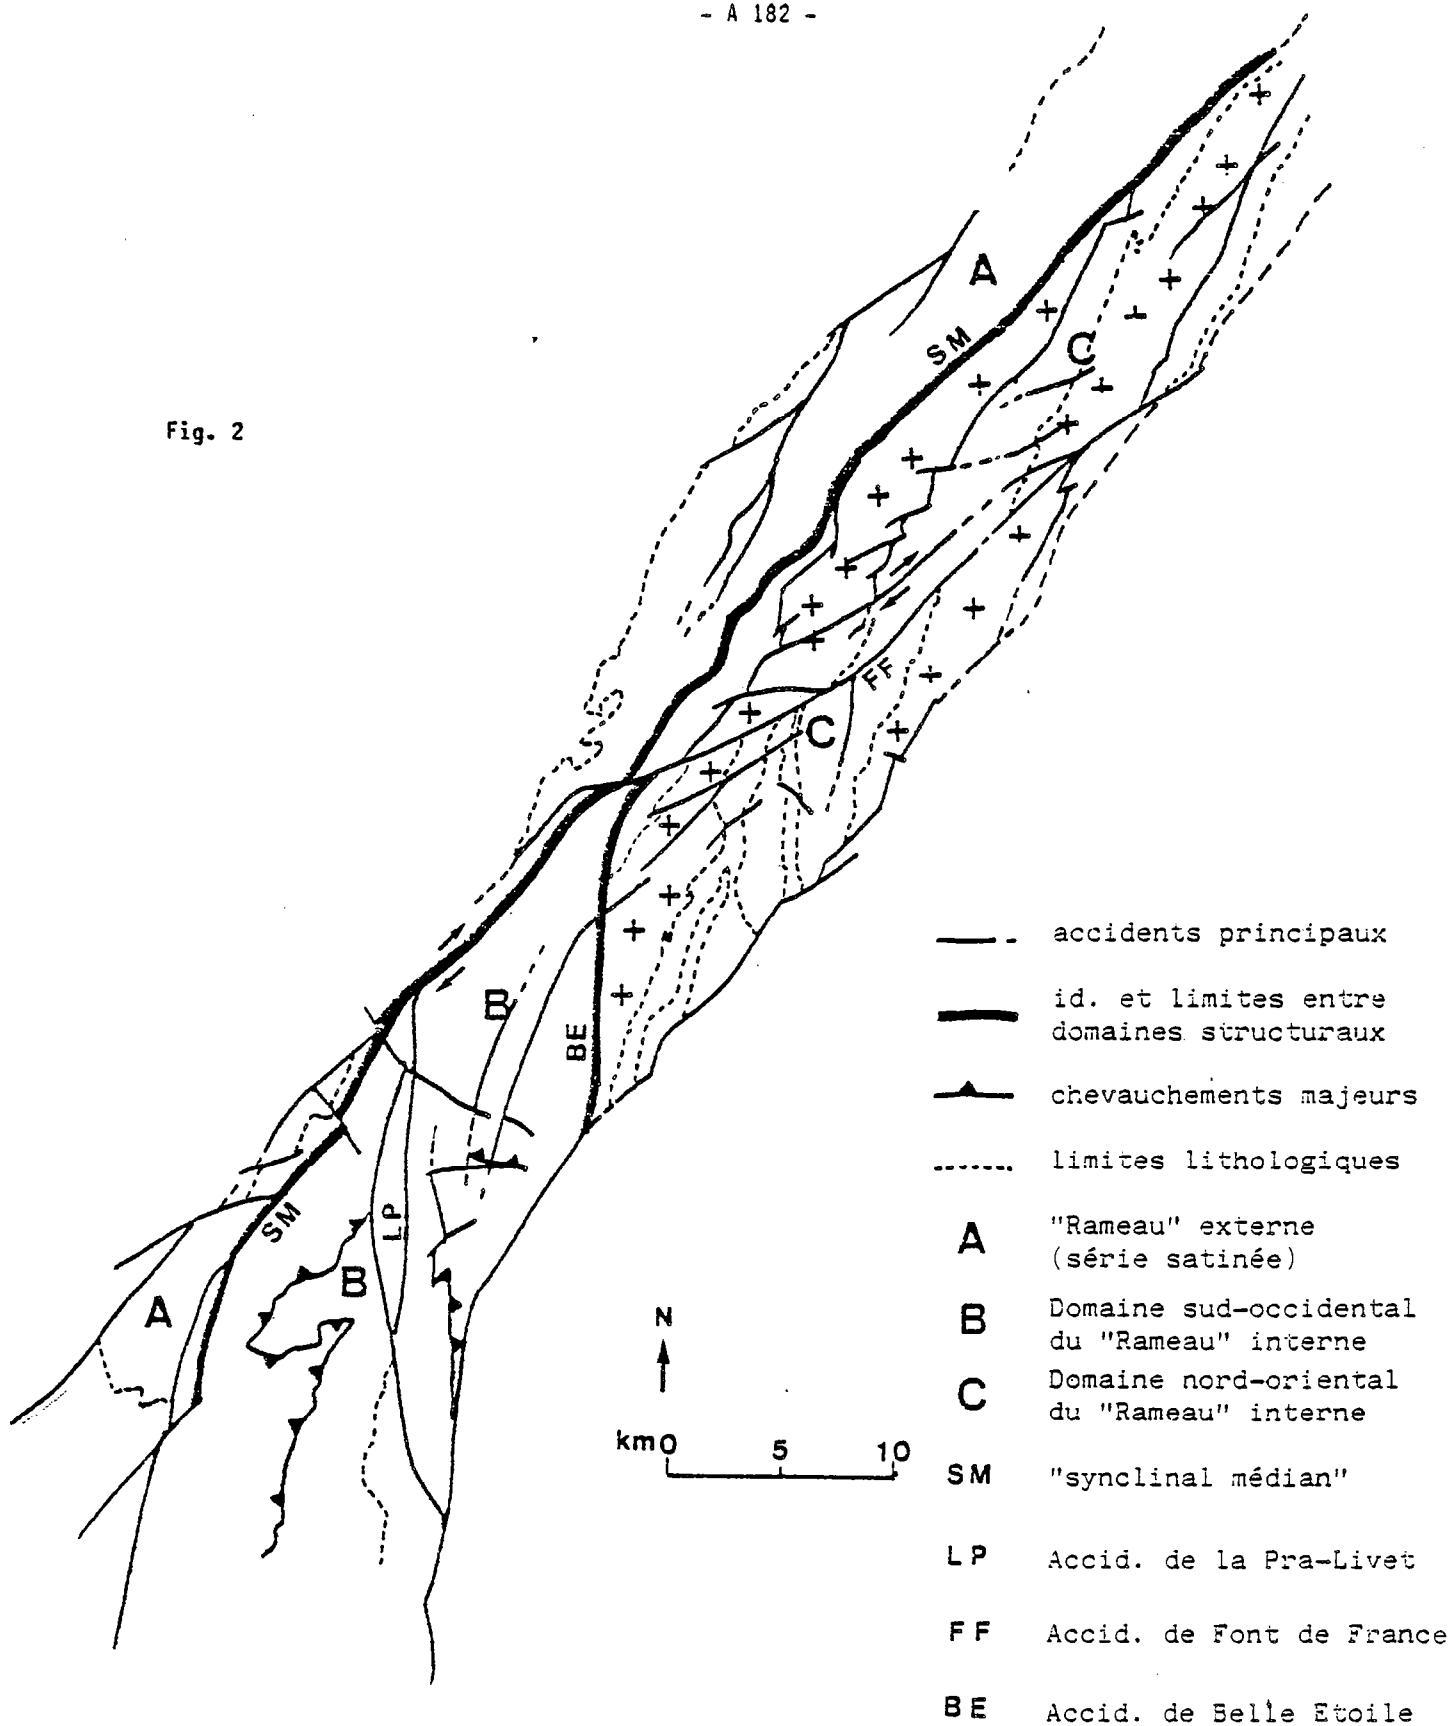 - A 182 -
A
SM
C
Fig. 2
FF
C
B
BE
SM
LP
B
A
accidents principaux
id. et limites entre
domaines structuraux
chevauchements majeurs
limites lithologiques
A "Rameau" externe
(série satinée)
B Domaine sud-occidental
du "Rameau" interne
C Domaine nord-oriental
du "Rameau" interne
SM "synclinal médian"
LP Accid. de la Pra-Livet
FF Accid. de Font de France
BE Accid. de Belle Etoile
N
km 0 5 10